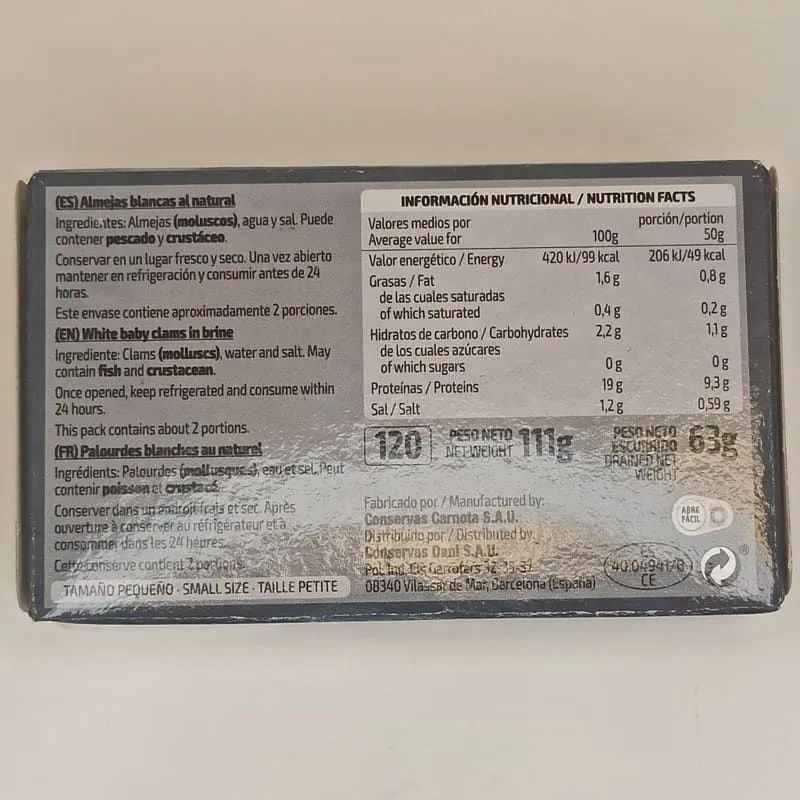 (ES) Almejas blancas al natural
Ingredientes: Almejas (moluscos), agua y sal. Puede
contener pescado y crustáceo.
Conservar en un lugar fresco y seco. Una vez abierto
mantener en refrigeración y consumir antes de 24
horas.
Este envase contiene aproximadamente 2 porciones.
(EN) White baby clams in brine
Ingrediente: Clams (molluscs), water and salt. May
contain fish and crustacean.
Once opened, keep refrigerated and consume within
24 hours.
This pack contains about 2 portions.
(FR) Palourdes blanches au naturel
Ingrédients: Palourdes (mollusques), eau et sel. Peut
contenir poisson et crustacé.
Conserver dans un endroit frais et sec. Après
ouverture à conserver au réfrigérateur et à
consommer dans les 24 heures.
Cette conserve contient 2 portions.
TAMAÑO PEQUEÑO · SMALL SIZE · TAILLE PETITE
INFORMACIÓN NUTRICIONAL / NUTRITION FACTS
Valores medios por porción/portion
Average value for 100g 50g
Valor energético / Energy 420 kJ/99 kcal 206 kJ/49 kcal
Grasas / Fat 1,6 g 0,8 g
de las cuales saturadas
of which saturated 0,4 g 0,2 g
Hidratos de carbono / Carbohydrates 2,2 g 1,1 g
de los cuales azúcares
of which sugars 0 g 0 g
Proteínas / Proteins 19 g 9,3 g
Sal / Salt 1,2 g 0,59 g
120
PESO NETO
NET WEIGHT 111g
PESO NETO
ESCURRIDO
DRAINED NET
WEIGHT 63g
Fabricado por / Manufactured by:
Conservas Carnota S.A.U.
Distribuido por / Distributed by:
Conservas Dani S.A.U.
Pol. Ind. Els Garrofers 32-35-37
08340 Vilassar de Mar, Barcelona (España)
ABRE
FÁCIL
ES
CE
®